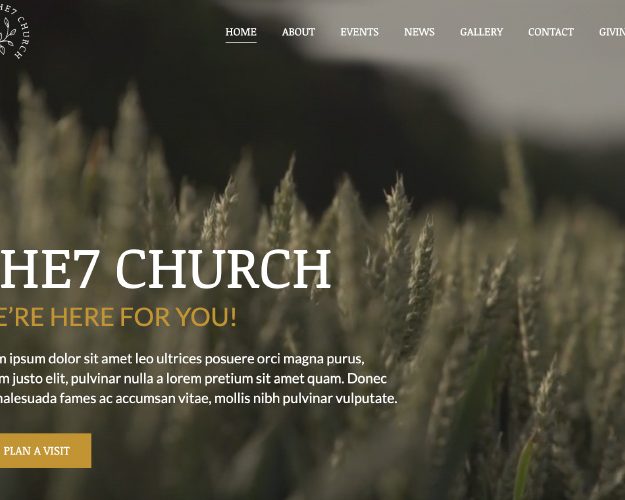 HE7 CHURCH
HOME ABOUT EVENTS NEWS GALLERY CONTACT GIVIN
HE7 CHURCH
E'RE HERE FOR YOU!
m ipsum dolor sit amet leo ultrices posuere orci magna purus,
m justo elit, pulvinar nulla a lorem pretium sit amet quam. Donec
malesuada fames ac accumsan vitae, mollis nibh pulvinar vulputate.
PLAN A VISIT